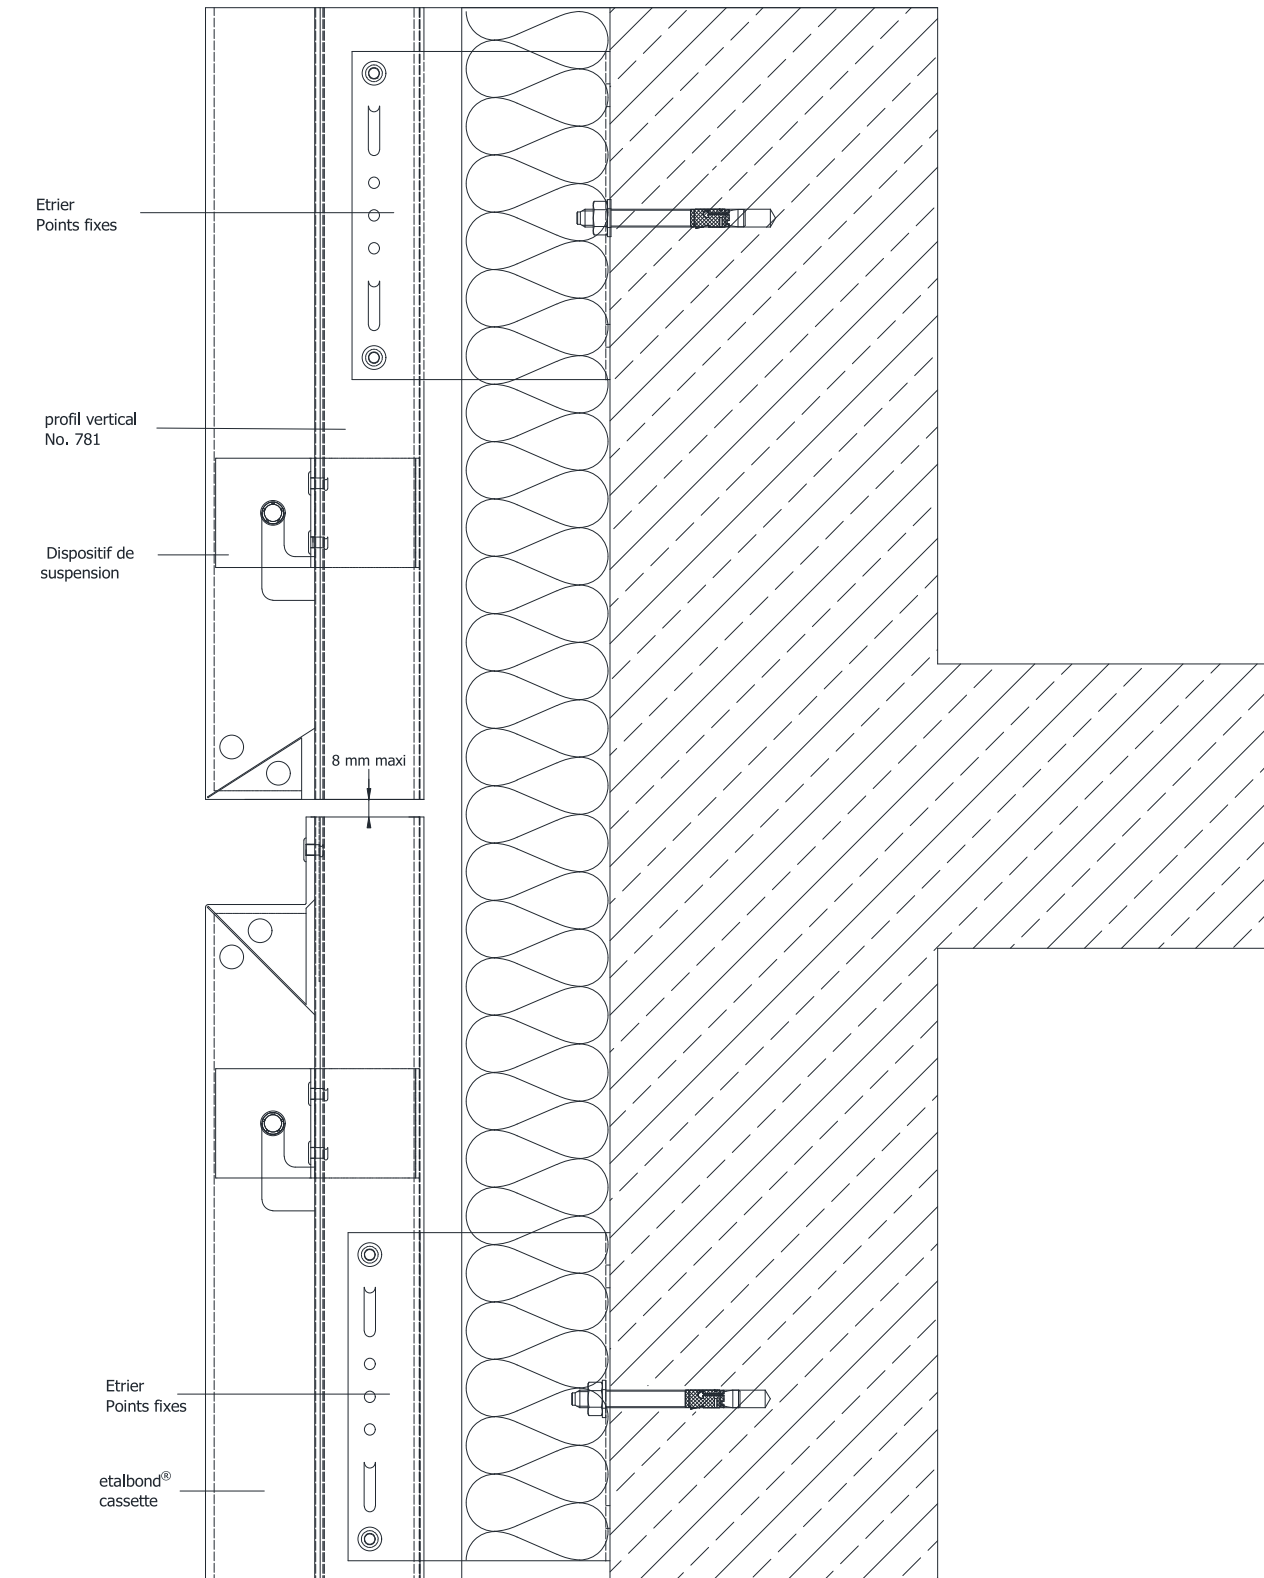 Etrier
Points fixes
profil vertical
No. 781
Dispositif de
suspension
8 mm maxi
Etrier
Points fixes
etalbond®
cassette